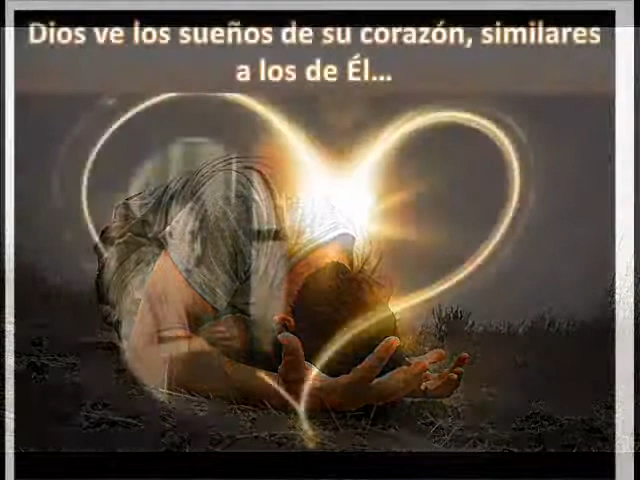 Dios ve los sueños de su corazón, similares
a los de Él...